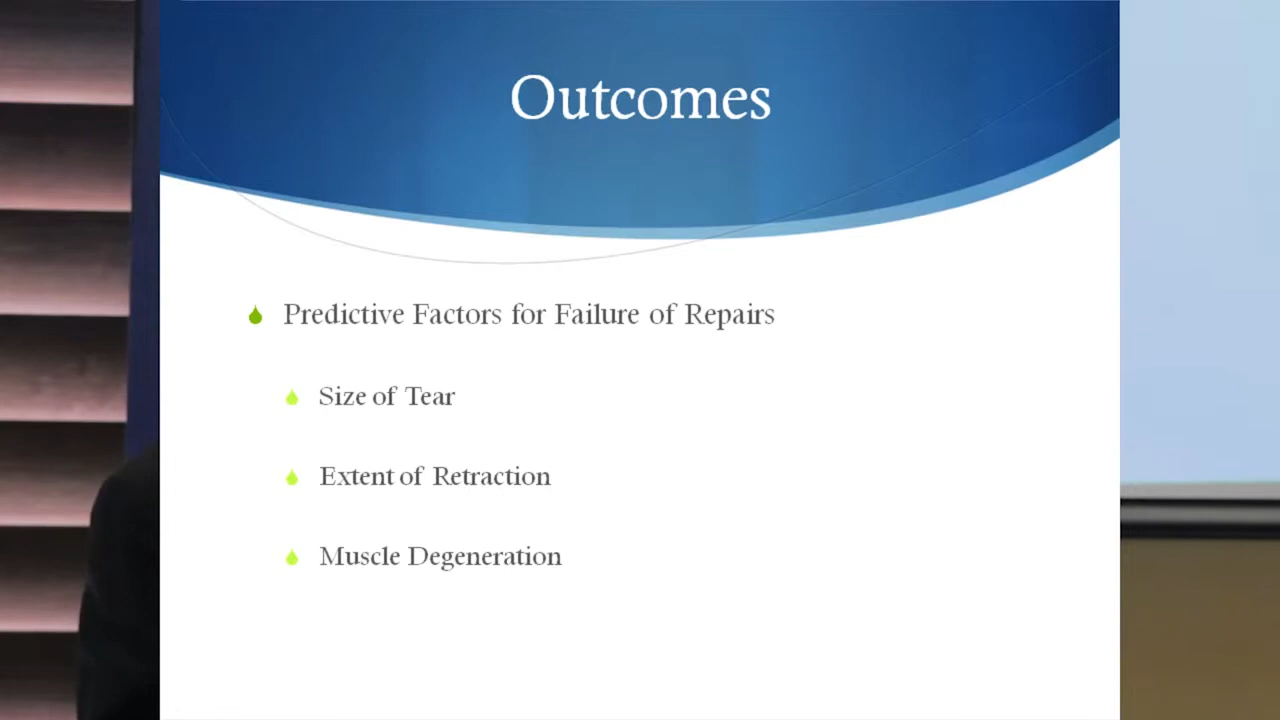 Outcomes
Predictive Factors for Failure of Repairs
Size of Tear
Extent of Retraction
Muscle Degeneration